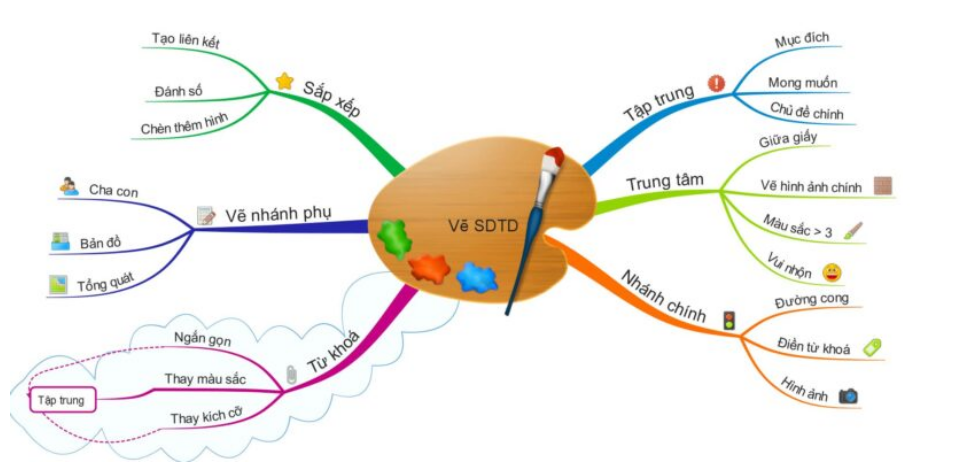 Vẽ SDTD
Tập trung
Mục đích
Mong muốn
Chủ đề chính
Trung tâm
Giữa giấy
Vẽ hình ảnh chính
Màu sắc > 3
Vui nhộn
Nhánh chính
Đường cong
Điền từ khoá
Hình ảnh
Từ khoá
Ngắn gọn
Thay màu sắc
Thay kích cỡ
Tập trung
Vẽ nhánh phụ
Cha con
Bản đồ
Tổng quát
Sắp xếp
Tạo liên kết
Đánh số
Chèn thêm hình